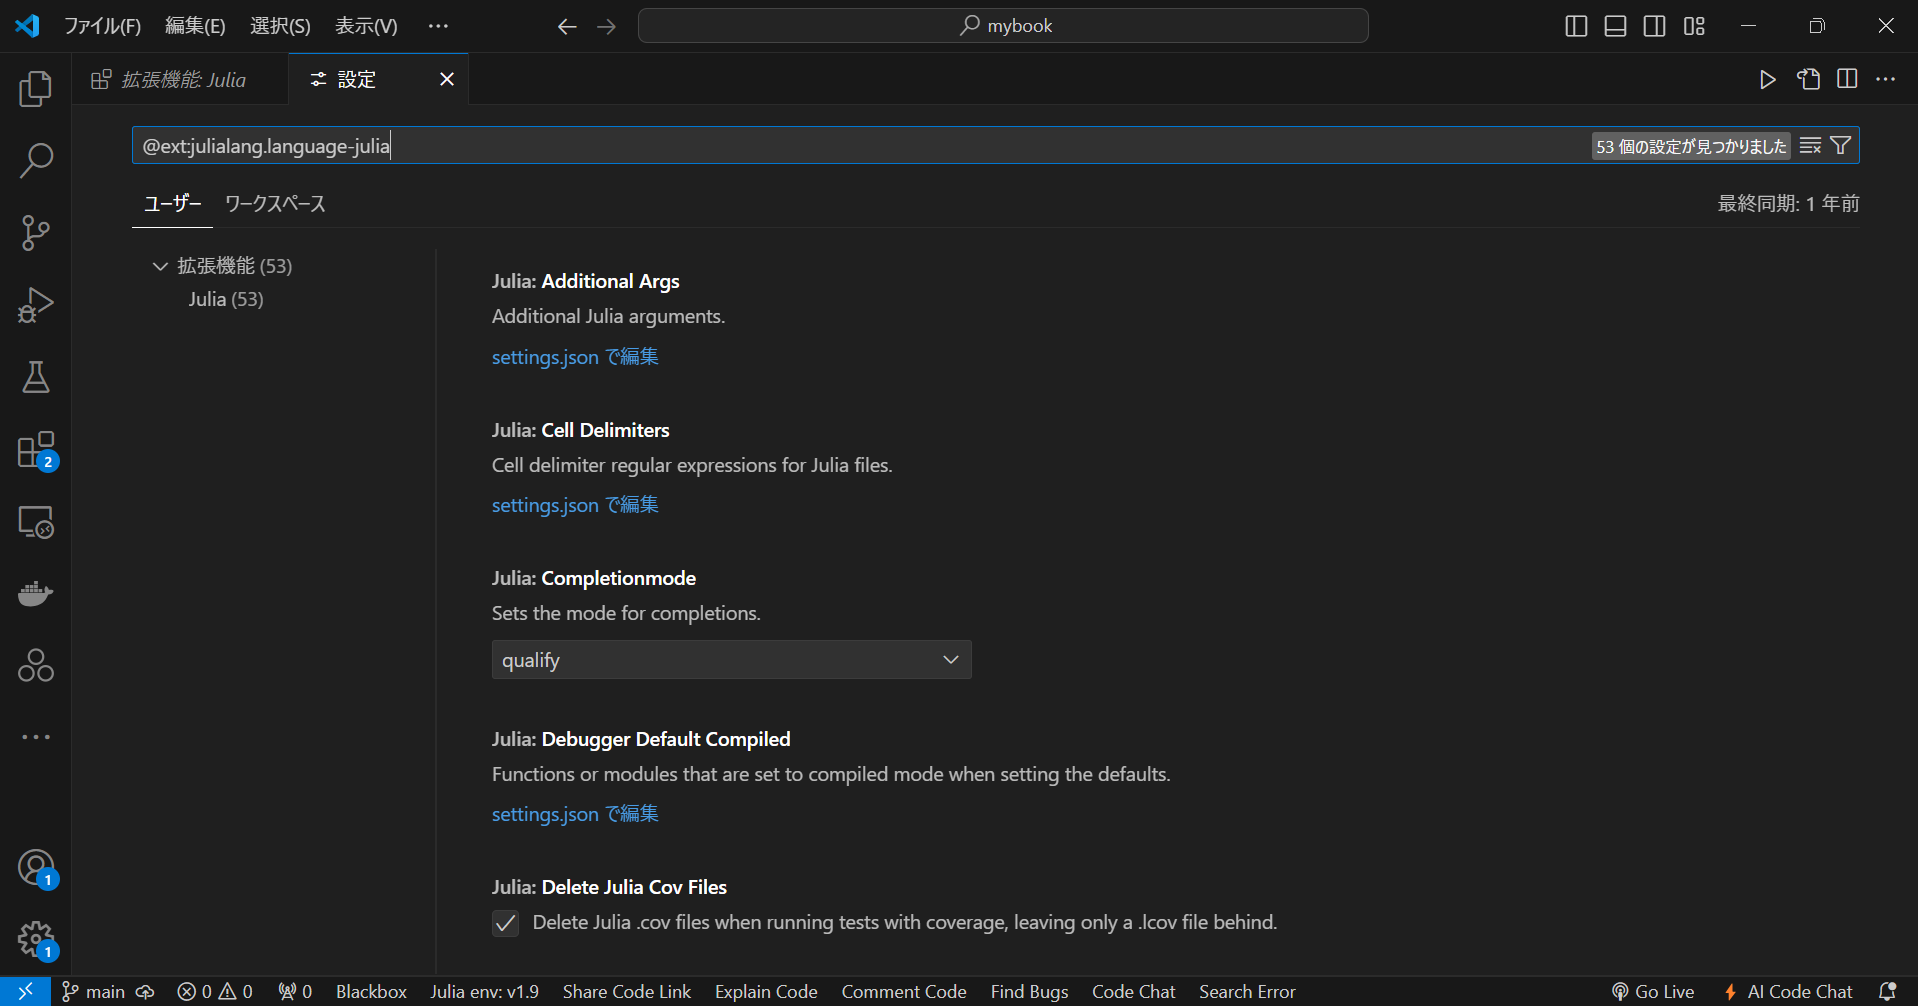 ファイル(F) 編集(E) 選択(S) 表示(V) ··· mybook
拡張機能: Julia 設定
@ext:julialang.language-julia 53 個の設定が見つかりました
ユーザー ワークスペース 最終同期: 1 年前
拡張機能 (53)
Julia (53)
Julia: Additional Args
Additional Julia arguments.
settings.json で編集
Julia: Cell Delimiters
Cell delimiter regular expressions for Julia files.
settings.json で編集
Julia: Completionmode
Sets the mode for completions.
qualify
Julia: Debugger Default Compiled
Functions or modules that are set to compiled mode when setting the defaults.
settings.json で編集
Julia: Delete Julia Cov Files
Delete Julia .cov files when running tests with coverage, leaving only a .lcov file behind.
2
1
1
main 0 0 0 Blackbox Julia env: v1.9 Share Code Link Explain Code Comment Code Find Bugs Code Chat Search Error Go Live AI Code Chat